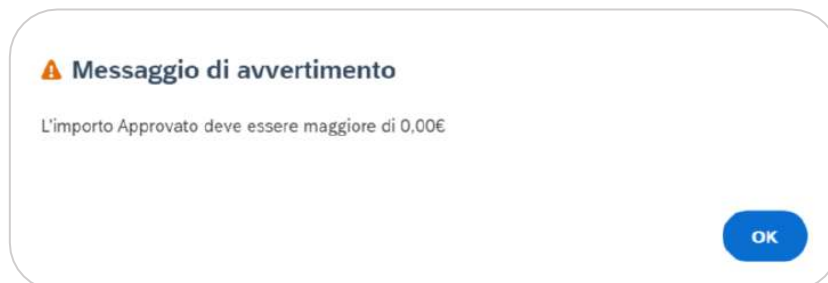 Messaggio di avvertimento
L'importo Approvato deve essere maggiore di 0,00€
OK